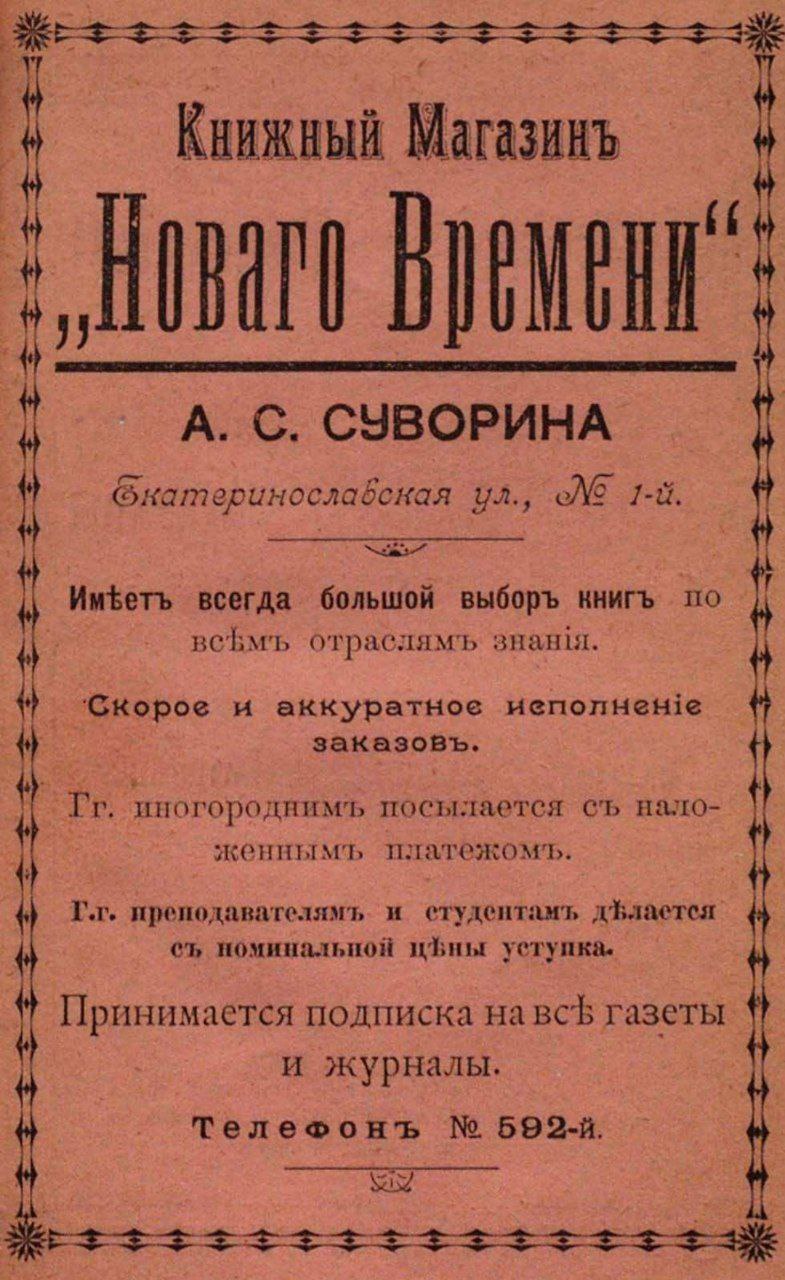 Книжный Магазинъ
„Новаго Времени“
А. С. СУВОРИНА
Екатеринославская ул., № 1-й.
Имѣетъ всегда большой выборъ книгъ по
всѣмъ отраслямъ знанія.
Скорое и аккуратное исполненіе
заказовъ.
Гг. иногороднимъ посылается съ нало-
женнымъ платежомъ.
Г.г. преподавателямъ и студентамъ дѣлается
съ номинальной цѣны уступка.
Принимается подписка на всѣ газеты
и журналы.
Телефонъ № 592-й.